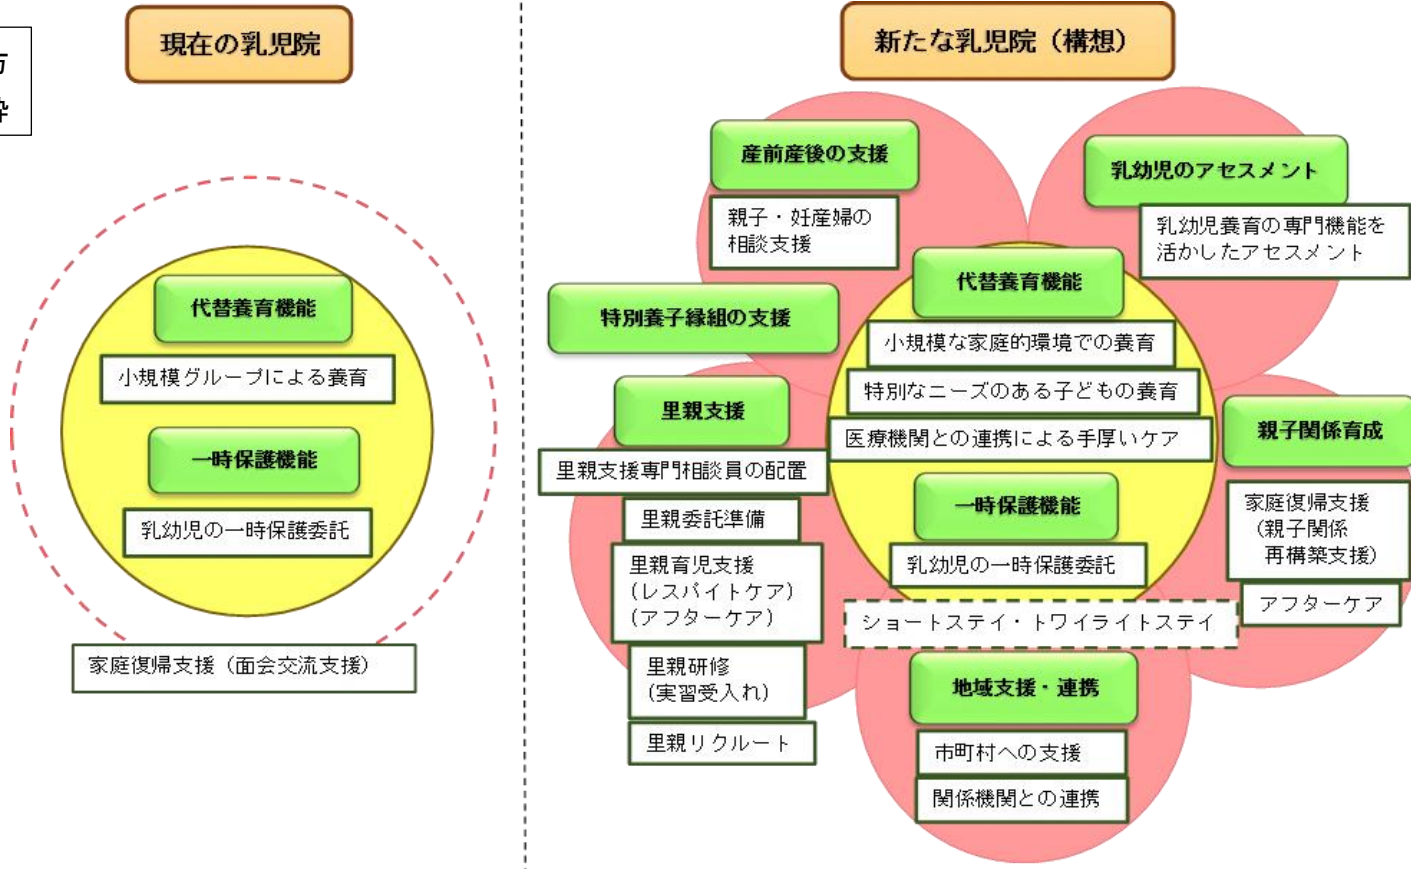 現在の乳児院
代替養育機能
小規模グループによる養育
一時保護機能
乳幼児の一時保護委託
家庭復帰支援（面会交流支援）
新たな乳児院（構想）
産前産後の支援
親子・妊産婦の
相談支援
乳幼児のアセスメント
乳幼児養育の専門機能を
活かしたアセスメント
特別養子縁組の支援
代替養育機能
小規模な家庭的環境での養育
特別なニーズのある子どもの養育
医療機関との連携による手厚いケア
一時保護機能
乳幼児の一時保護委託
ショートステイ・トワイライトステイ
里親支援
里親支援専門相談員の配置
里親委託準備
里親育児支援
（レスパイトケア）
（アフターケア）
里親研修
（実習受入れ）
里親リクルート
親子関係育成
家庭復帰支援
（親子関係
再構築支援）
アフターケア
地域支援・連携
市町村への支援
関係機関との連携